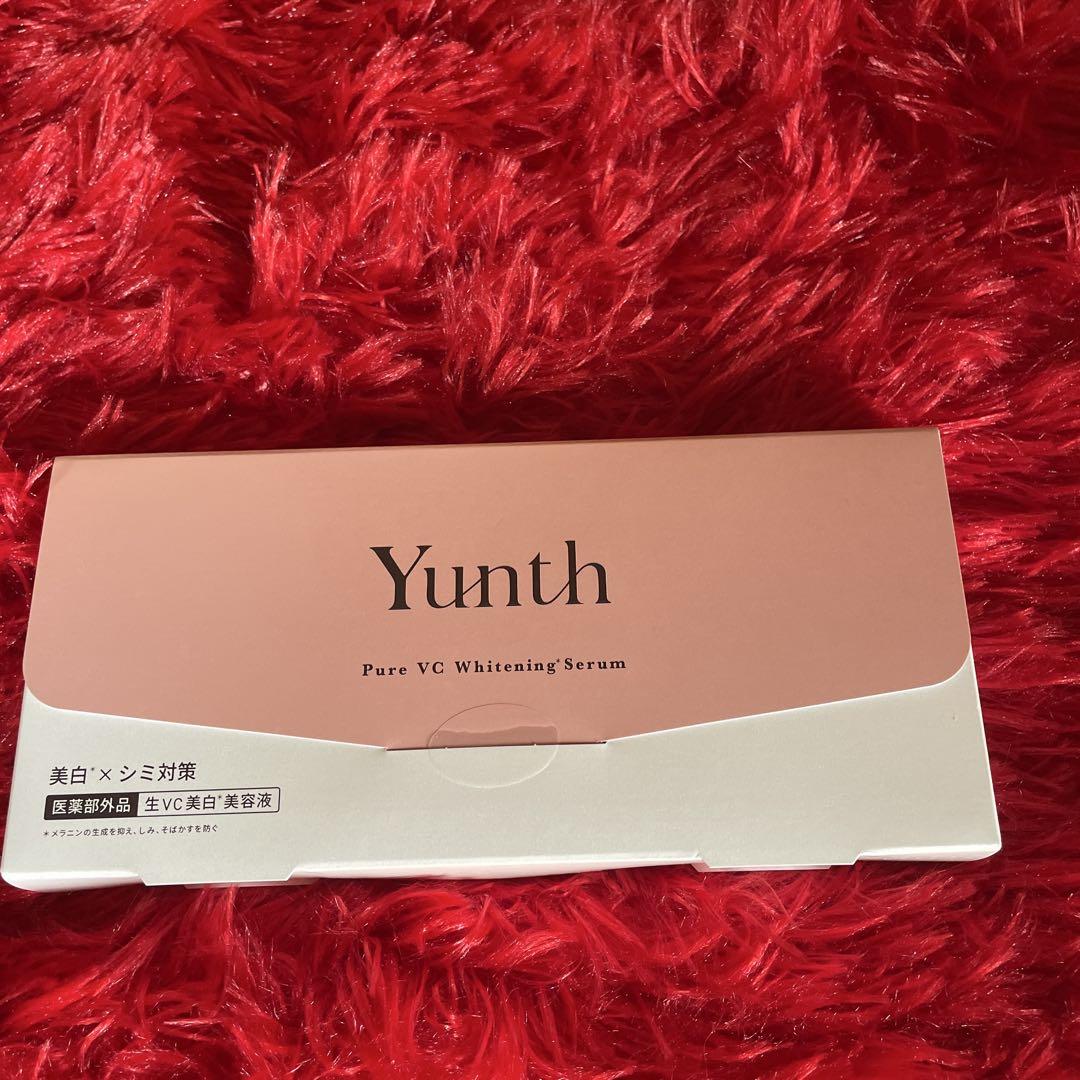 Yunth
Pure VC Whitening* Serum
美白*×シミ対策
医薬部外品 生VC美白*美容液
*メラニンの生成を抑え、しみ、そばかすを防ぐ